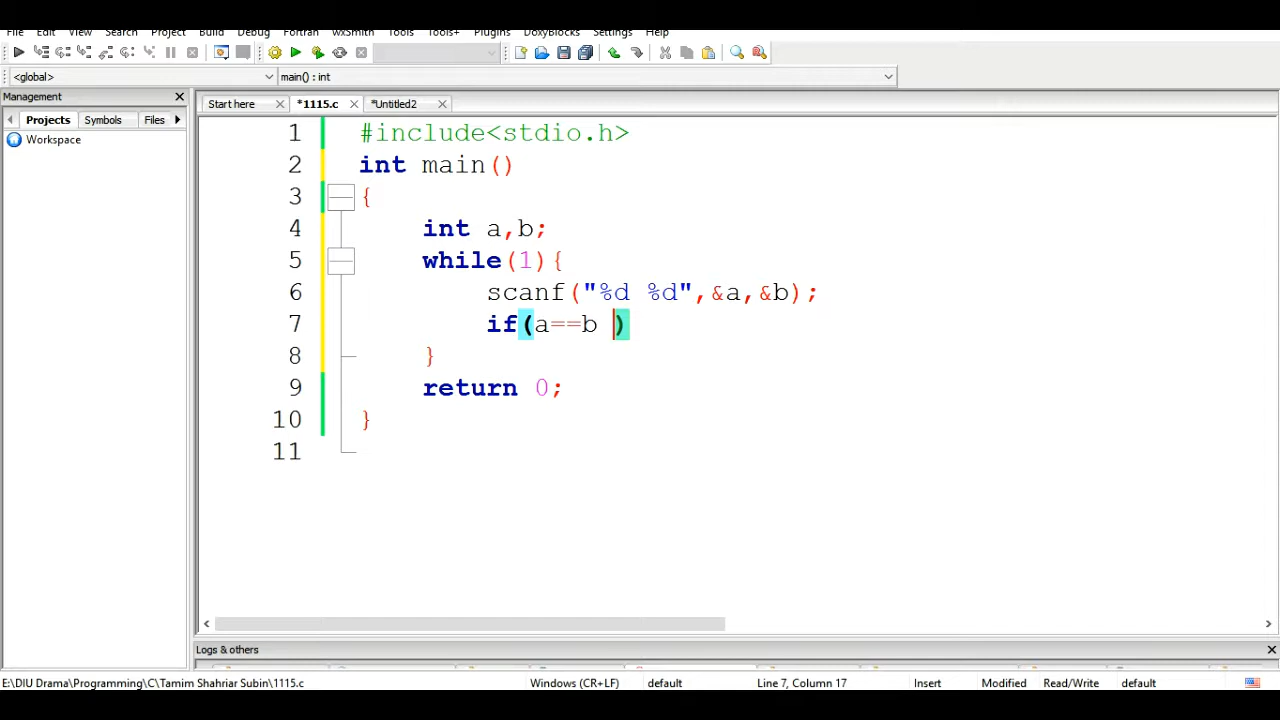 File Edit View Search Project Build Debug Fortran wxSmith Tools Tools+ Plugins DoxyBlocks Settings Help
<global> main() : int
Management
Start here *1115.c *Untitled2
Projects Symbols Files
Workspace
1 #include<stdio.h>
2 int main()
3 {
4 int a,b;
5 while(1){
6 scanf("%d %d",&a,&b);
7 if(a==b )
8 }
9 return 0;
10 }
11
Logs & others
E:\DIU Drama\Programming\C\Tamim Shahriar Subin\1115.c Windows (CR+LF) default Line 7, Column 17 Insert Modified Read/Write default